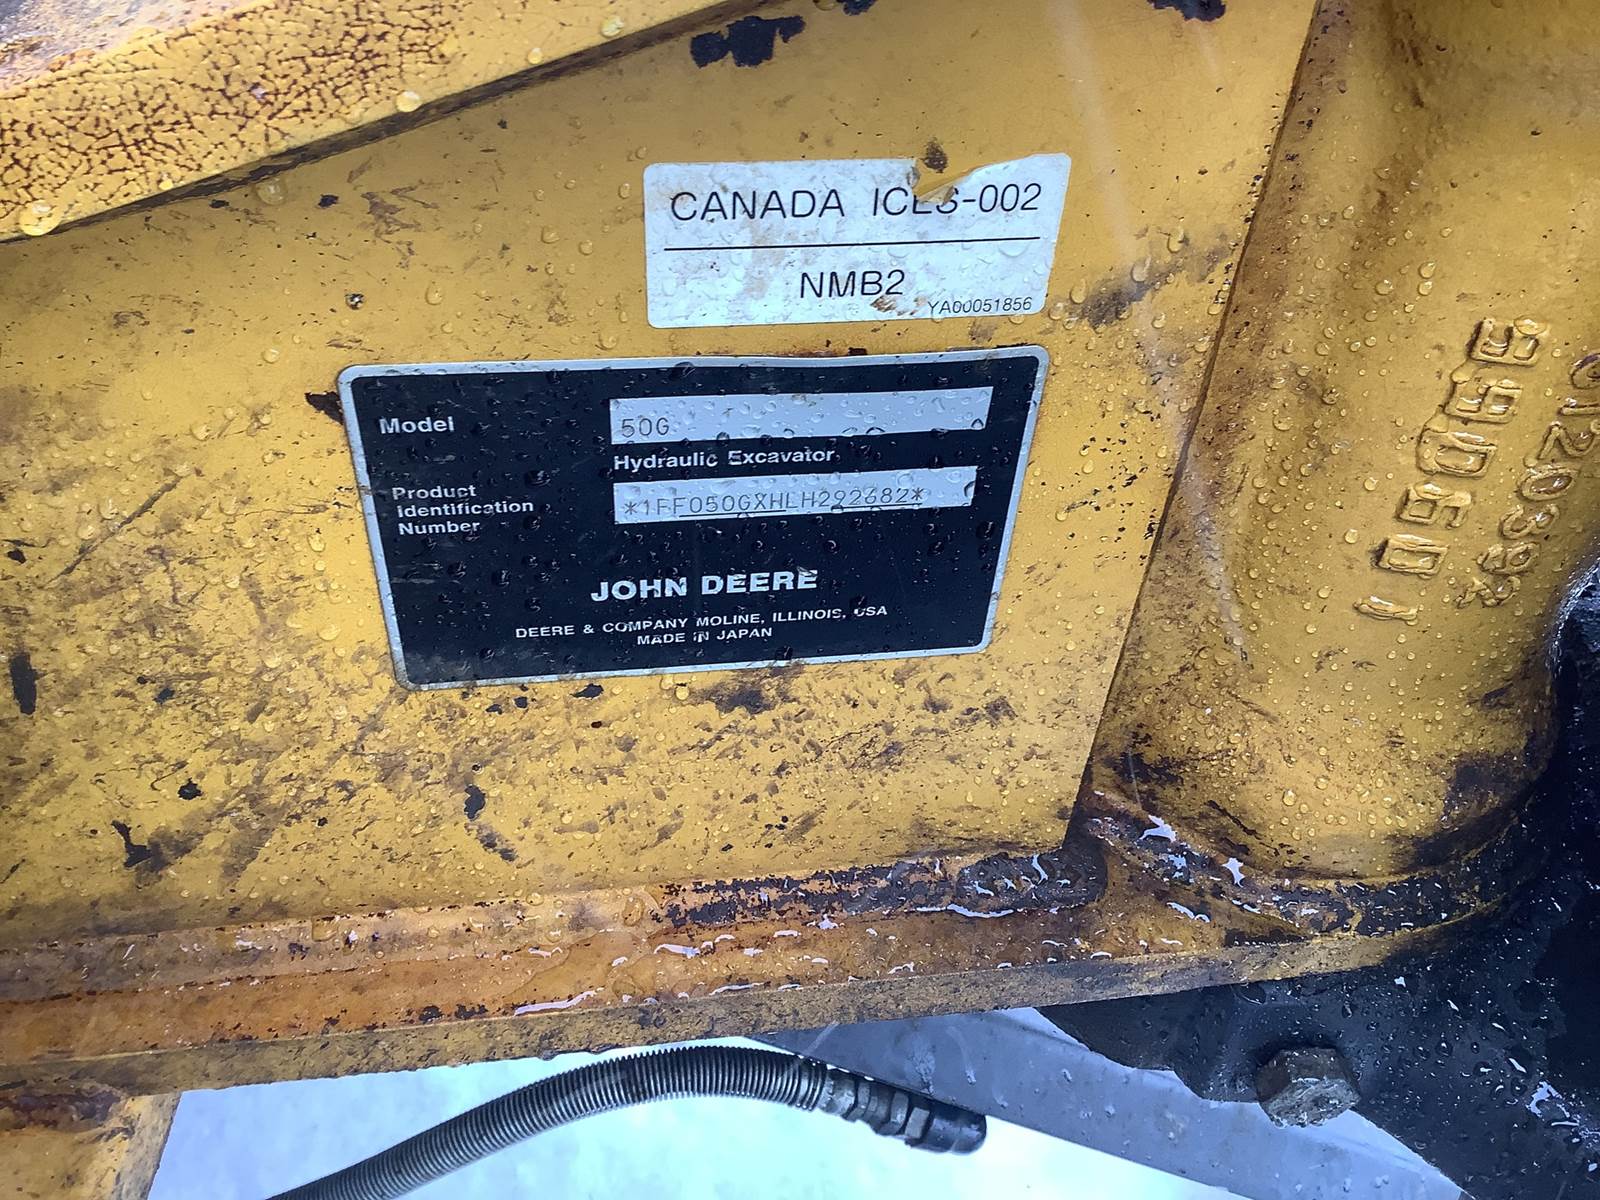 CANADA ICES-002
NMB2
YA00051856
Model
50G
Hydraulic Excavator
Product
Identification
Number
*1FF050GXHLH292682*
JOHN DEERE
DEERE & COMPANY MOLINE, ILLINOIS, USA
MADE IN JAPAN